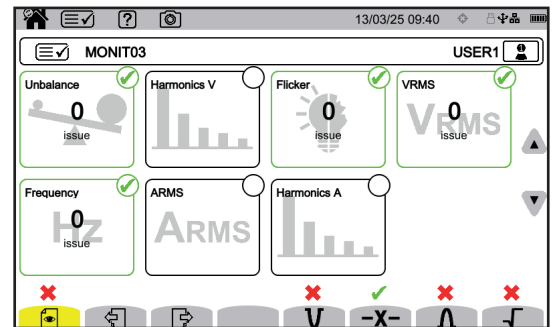 ? 13/03/25 09:40
MONIT03 USER1
Unbalance
0
issue
Harmonics V
Flicker
0
issue
VRMS
VRMS
0
issue
Frequency
Hz
0
issue
ARMS
ARMS
Harmonics A
-X-